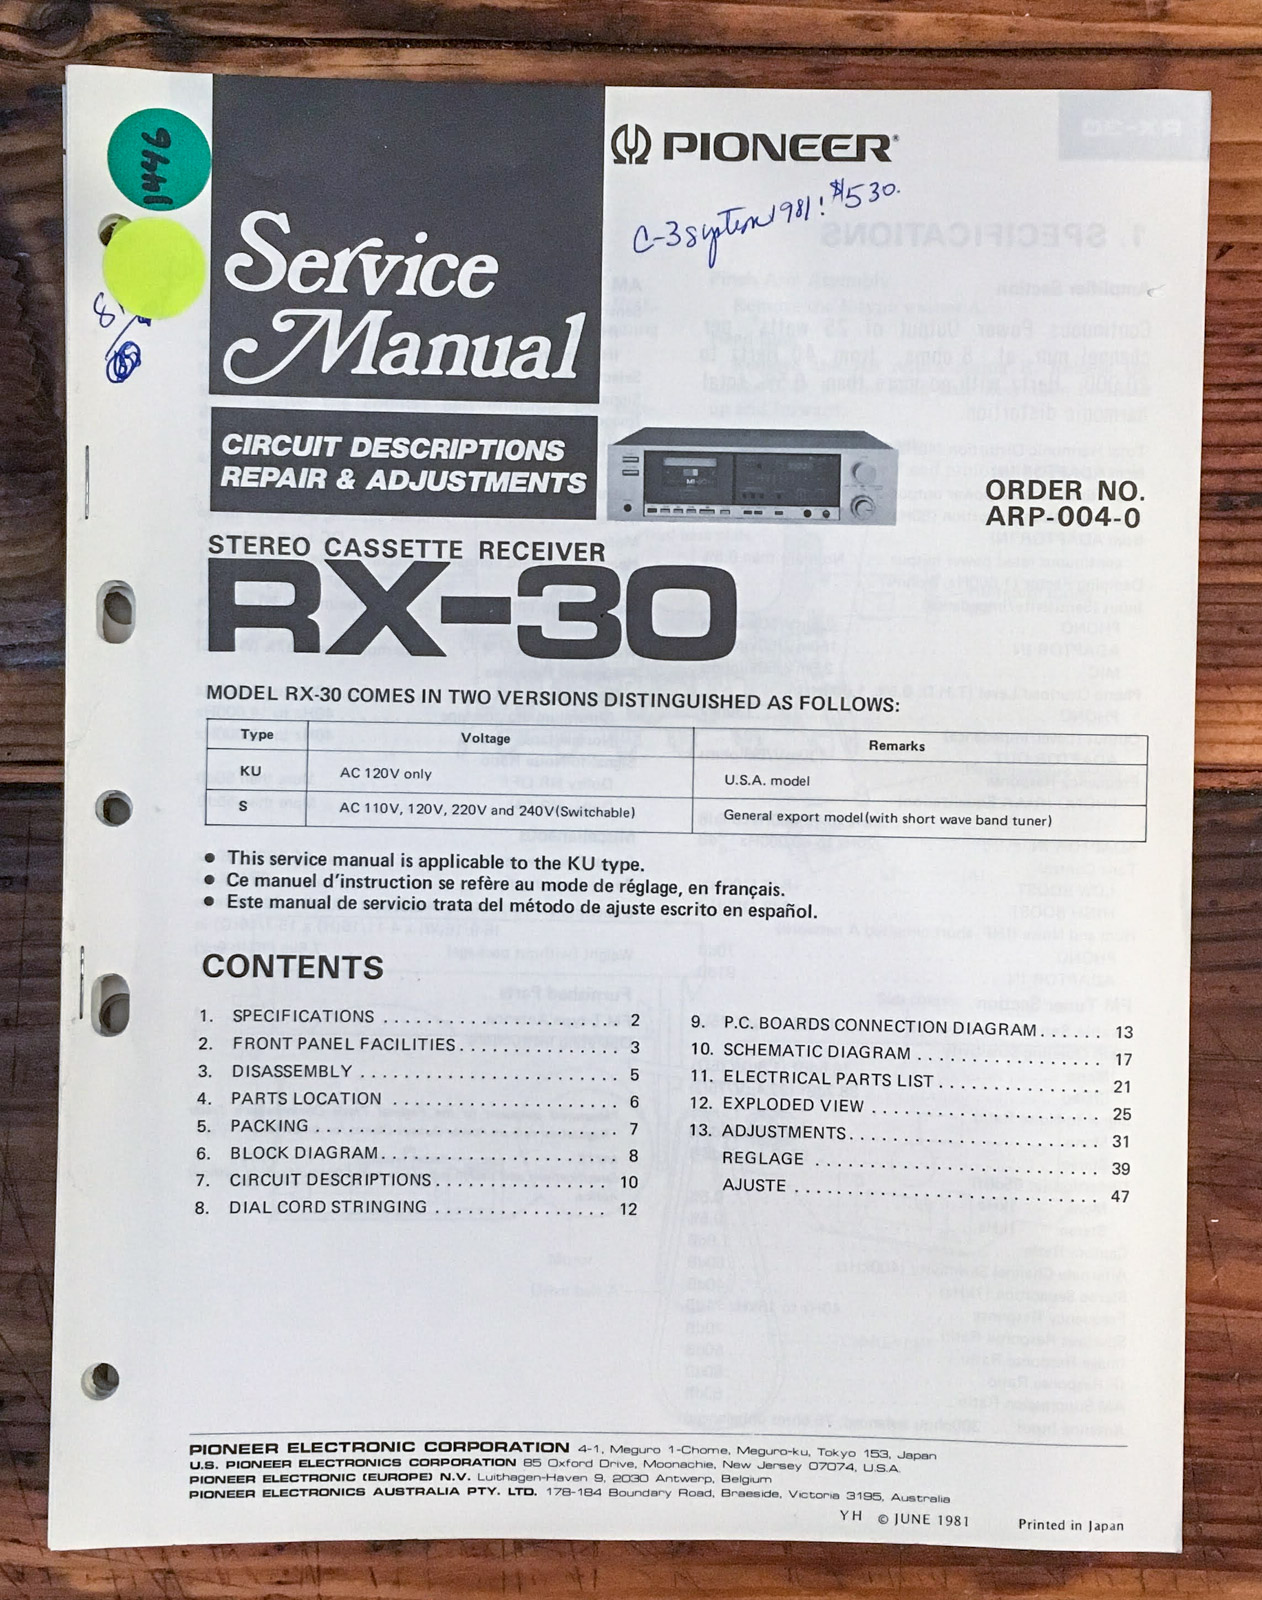 1446
PIONEER®
C-3 system 1981! $530.
Service
Manual
CIRCUIT DESCRIPTIONS
REPAIR & ADJUSTMENTS
ORDER NO.
ARP-004-0
STEREO CASSETTE RECEIVER
RX-30
MODEL RX-30 COMES IN TWO VERSIONS DISTINGUISHED AS FOLLOWS:
Type Voltage Remarks
KU AC 120V only U.S.A. model
S AC 110V, 120V, 220V and 240V(Switchable) General export model(with short wave band tuner)
● This service manual is applicable to the KU type.
● Ce manuel d'instruction se refère au mode de réglage, en français.
● Este manual de servicio trata del método de ajuste escrito en español.
CONTENTS
1. SPECIFICATIONS ........................ 2
2. FRONT PANEL FACILITIES ................ 3
3. DISASSEMBLY ........................... 5
4. PARTS LOCATION ........................ 6
5. PACKING ............................... 7
6. BLOCK DIAGRAM ......................... 8
7. CIRCUIT DESCRIPTIONS .................. 10
8. DIAL CORD STRINGING ................... 12
9. P.C. BOARDS CONNECTION DIAGRAM ...... 13
10. SCHEMATIC DIAGRAM ................... 17
11. ELECTRICAL PARTS LIST ................ 21
12. EXPLODED VIEW ....................... 25
13. ADJUSTMENTS ......................... 31
REGLAGE ............................. 39
AJUSTE .............................. 47
PIONEER ELECTRONIC CORPORATION 4-1, Meguro 1-Chome, Meguro-ku, Tokyo 153, Japan
U.S. PIONEER ELECTRONICS CORPORATION 85 Oxford Drive, Moonachie, New Jersey 07074, U.S.A.
PIONEER ELECTRONIC (EUROPE) N.V. Luithagen-Haven 9, 2030 Antwerp, Belgium
PIONEER ELECTRONICS AUSTRALIA PTY. LTD. 178-184 Boundary Road, Braeside, Victoria 3195, Australia
YH © JUNE 1981 Printed in Japan